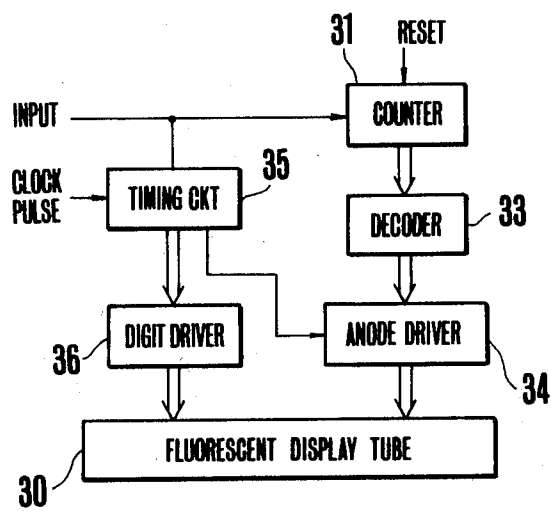 31
RESET
INPUT
COUNTER
35
CLOCK
PULSE
TIMING CKT
33
DECODER
DIGIT DRIVER
ANODE DRIVER
36
34
FLUORESCENT DISPLAY TUBE
30